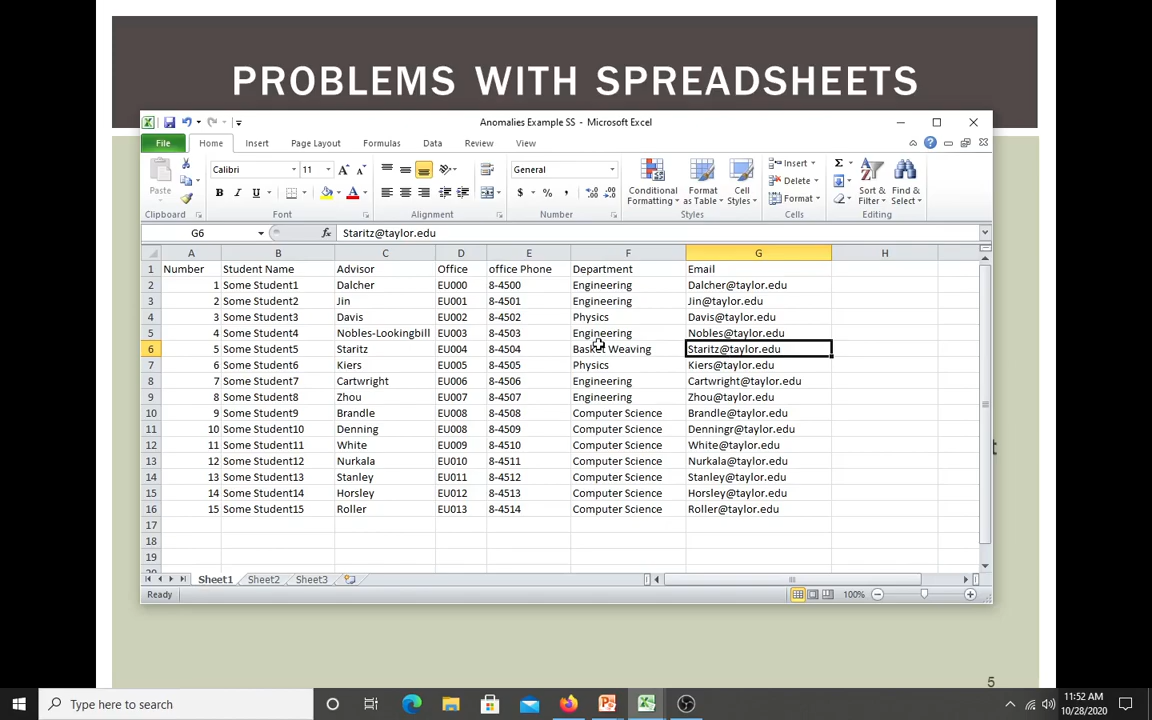 PROBLEMS WITH SPREADSHEETS
Anomalies Example SS - Microsoft Excel
File Home Insert Page Layout Formulas Data Review View
Paste
Calibri 11
B I U
General
$ % ,
Conditional Formatting
Format as Table
Cell Styles
Insert
Delete
Format
Σ
Sort & Filter
Find & Select
Clipboard Font Alignment Number Styles Cells Editing
G6 fx Staritz@taylor.edu
A B C D E F G H
1 Number Student Name Advisor Office office Phone Department Email
2 1 Some Student1 Dalcher EU000 8-4500 Engineering Dalcher@taylor.edu
3 2 Some Student2 Jin EU001 8-4501 Engineering Jin@taylor.edu
4 3 Some Student3 Davis EU002 8-4502 Physics Davis@taylor.edu
5 4 Some Student4 Nobles-Lookingbill EU003 8-4503 Engineering Nobles@taylor.edu
6 5 Some Student5 Staritz EU004 8-4504 Basket Weaving Staritz@taylor.edu
7 6 Some Student6 Kiers EU005 8-4505 Physics Kiers@taylor.edu
8 7 Some Student7 Cartwright EU006 8-4506 Engineering Cartwright@taylor.edu
9 8 Some Student8 Zhou EU007 8-4507 Engineering Zhou@taylor.edu
10 9 Some Student9 Brandle EU008 8-4508 Computer Science Brandle@taylor.edu
11 10 Some Student10 Denning EU008 8-4509 Computer Science Denningr@taylor.edu
12 11 Some Student11 White EU009 8-4510 Computer Science White@taylor.edu
13 12 Some Student12 Nurkala EU010 8-4511 Computer Science Nurkala@taylor.edu
14 13 Some Student13 Stanley EU011 8-4512 Computer Science Stanley@taylor.edu
15 14 Some Student14 Horsley EU012 8-4513 Computer Science Horsley@taylor.edu
16 15 Some Student15 Roller EU013 8-4514 Computer Science Roller@taylor.edu
17
18
19
Sheet1 Sheet2 Sheet3
Ready 100%
5
Type here to search
11:52 AM
10/28/2020